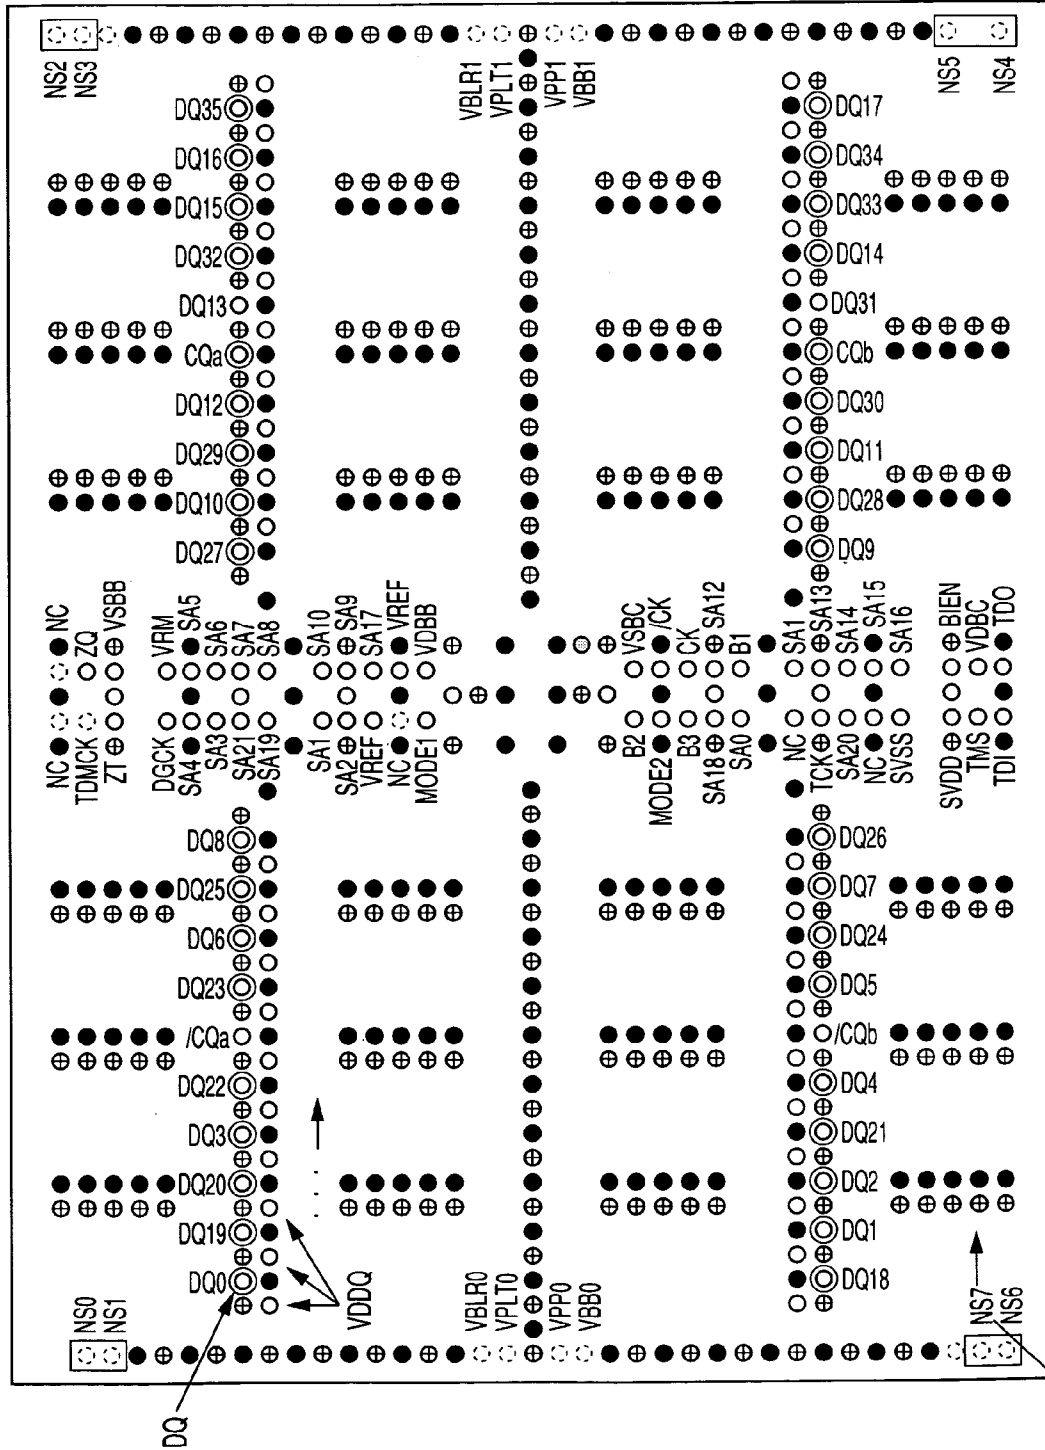 NS2
NS3
VBLR1
VPLT1
VPP1
VBB1
NS5
NS4
DQ35
DQ16
DQ15
DQ32
DQ13
CQa
DQ12
DQ29
DQ10
DQ27
DQ17
DQ34
DQ33
DQ14
DQ31
CQb
DQ30
DQ11
DQ28
DQ9
NC
ZQ
VSBB
VRM
SA5
SA6
SA7
SA8
SA10
SA9
SA17
VREF
VDBB
VSBC
/CK
CK
SA12
B1
SA1
SA13
SA14
SA15
SA16
BIEN
VDBC
TDO
NC
TDMCK
ZT
DGCK
SA4
SA3
SA21
SA19
SA1
SA2
VREF
NC
MODE1
B2
MODE2
B3
SA18
SA0
NC
TCK
SA20
NC
SVSS
SVDD
TMS
TDI
DQ8
DQ25
DQ6
DQ23
/CQa
DQ22
DQ3
DQ20
DQ19
DQ0
DQ26
DQ7
DQ24
DQ5
/CQb
DQ4
DQ21
DQ2
DQ1
DQ18
NS0
NS1
VDDQ
VBLR0
VPLT0
VPP0
VBB0
NS7
NS6
DQ